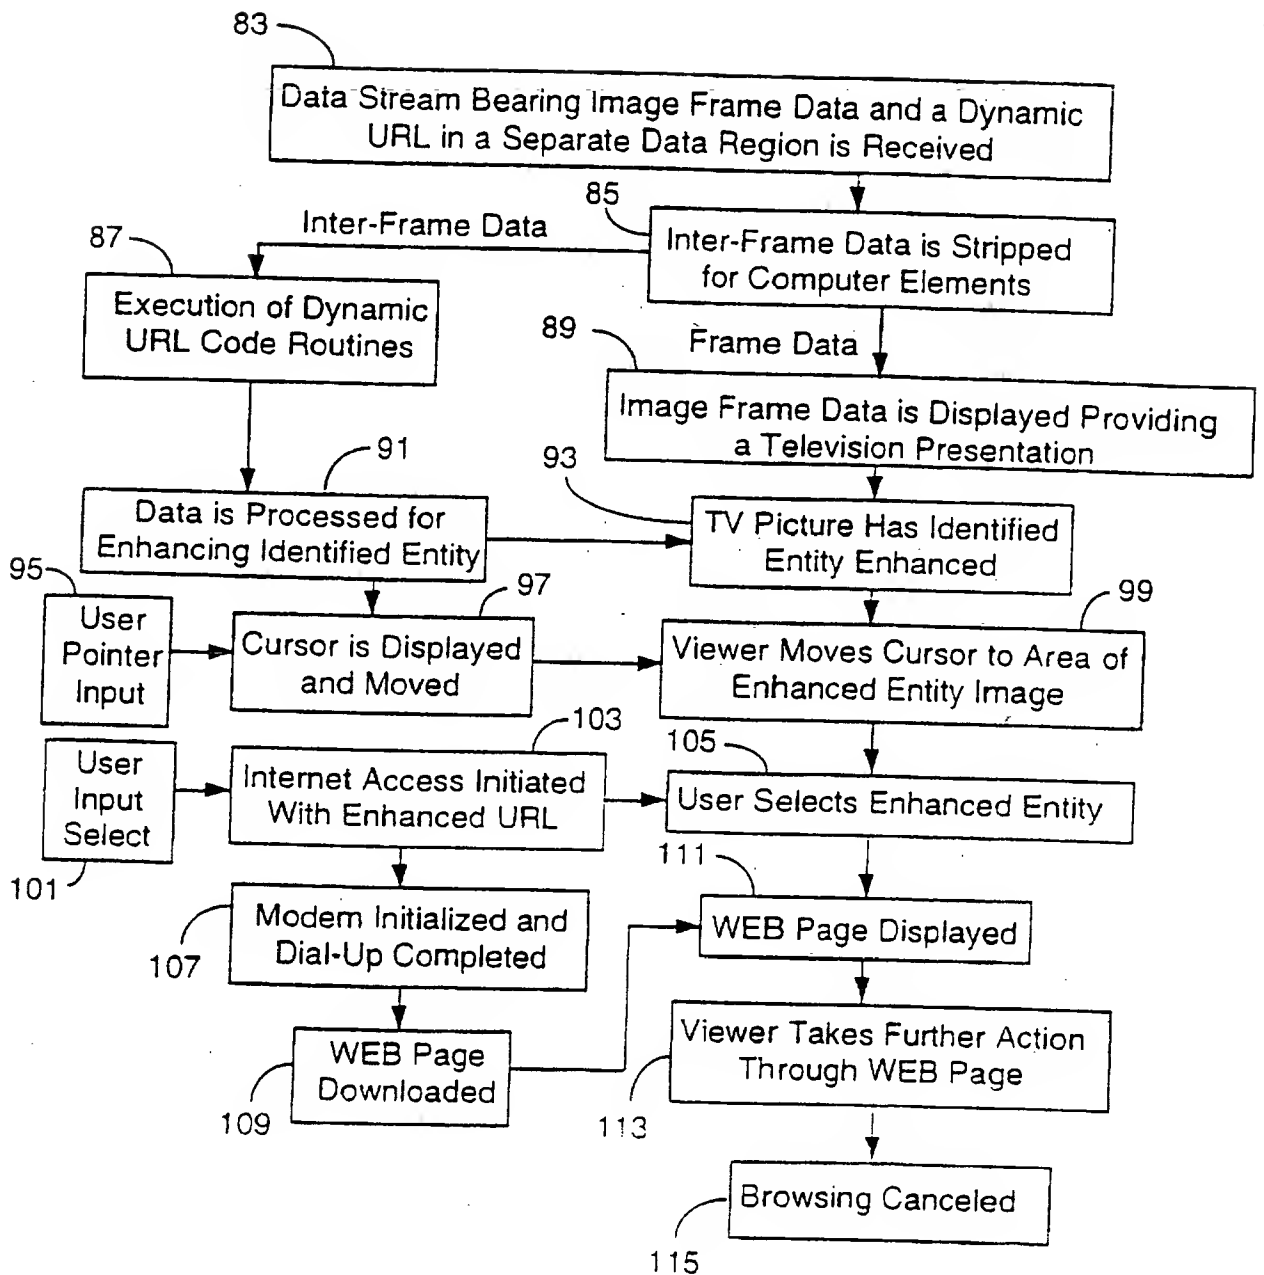 83
Data Stream Bearing Image Frame Data and a Dynamic
URL in a Separate Data Region is Received
85
Inter-Frame Data
87
Inter-Frame Data is Stripped
for Computer Elements
Execution of Dynamic
URL Code Routines
89
Frame Data
Image Frame Data is Displayed Providing
a Television Presentation
91
93
Data is Processed for
Enhancing Identified Entity
TV Picture Has Identified
Entity Enhanced
95
97
99
User
Pointer
Input
Cursor is Displayed
and Moved
Viewer Moves Cursor to Area of
Enhanced Entity Image
103
105
User
Input
Select
Internet Access Initiated
With Enhanced URL
User Selects Enhanced Entity
101
111
Modem Initialized and
Dial-Up Completed
107
WEB Page Displayed
WEB Page
Downloaded
109
Viewer Takes Further Action
Through WEB Page
113
Browsing Canceled
115